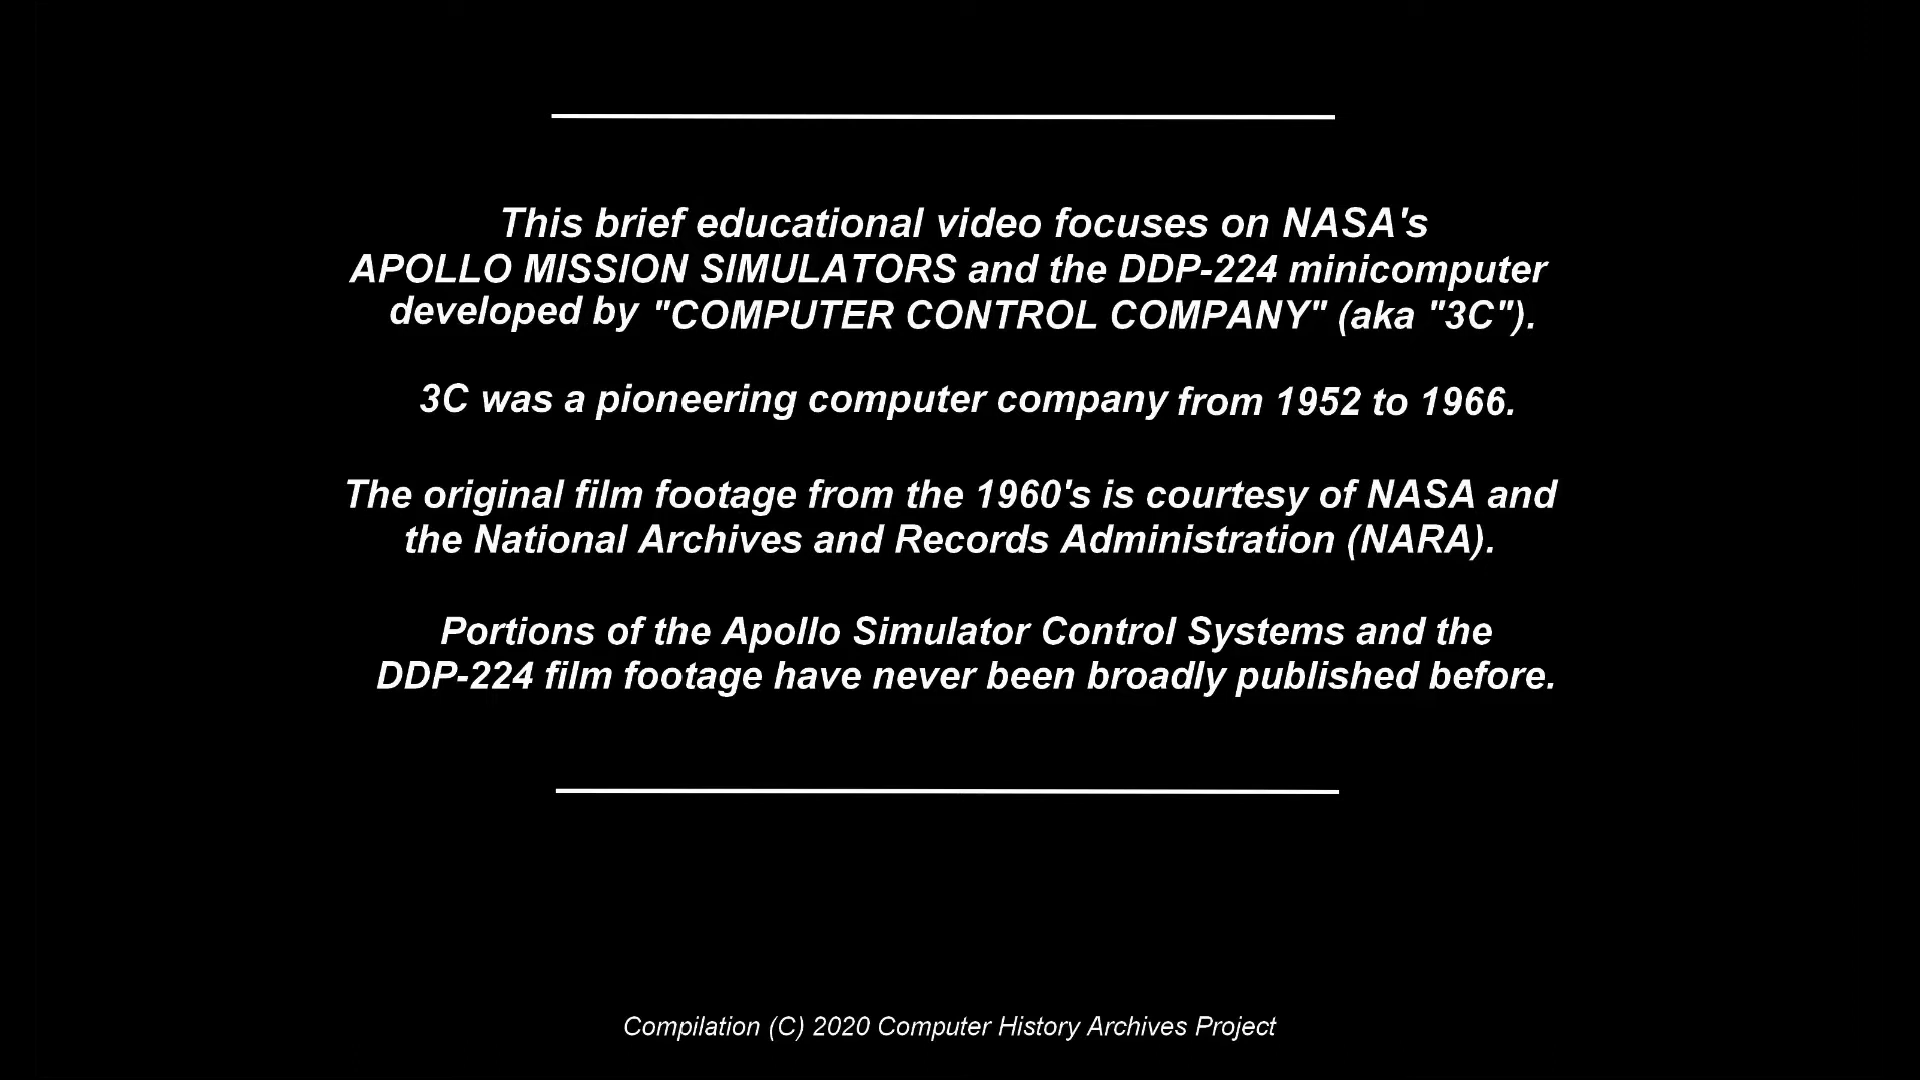 This brief educational video focuses on NASA's
APOLLO MISSION SIMULATORS and the DDP-224 minicomputer
developed by "COMPUTER CONTROL COMPANY" (aka "3C").
3C was a pioneering computer company from 1952 to 1966.
The original film footage from the 1960's is courtesy of NASA and
the National Archives and Records Administration (NARA).
Portions of the Apollo Simulator Control Systems and the
DDP-224 film footage have never been broadly published before.
Compilation (C) 2020 Computer History Archives Project